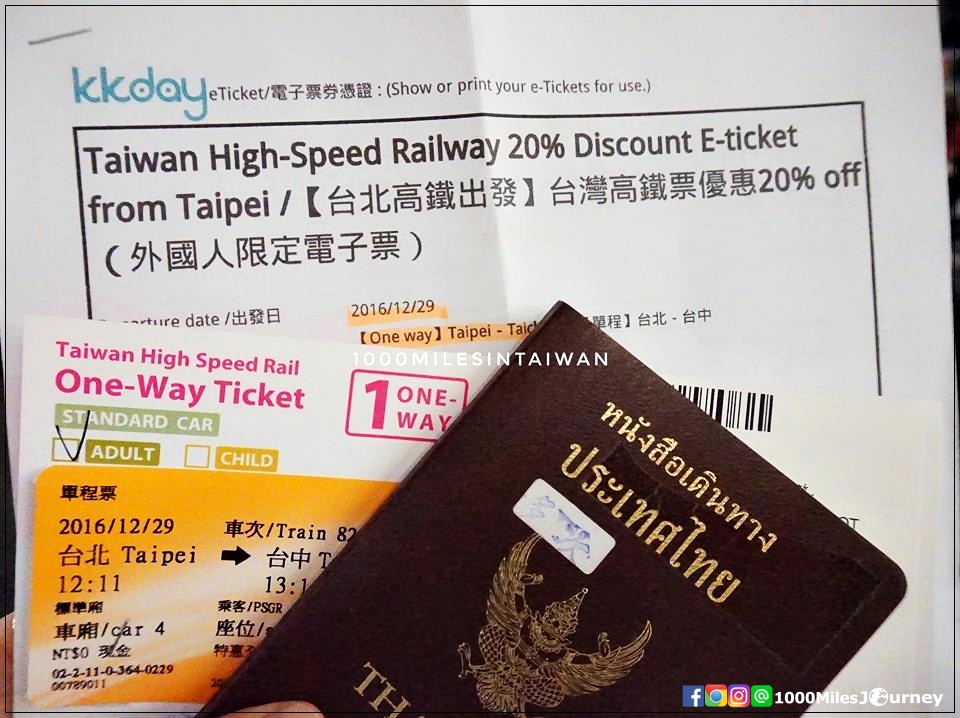 kkday eTicket/電子票券憑證 : (Show or print your e-Tickets for use.)
Taiwan High-Speed Railway 20% Discount E-ticket
from Taipei /【台北高鐵出發】台灣高鐵票優惠20% off
（外國人限定電子票）
date /出發日 2016/12/29
【One way】Taipei - 台北 - 台中
1000MILESINTAIWAN
Taiwan High Speed Rail
One-Way Ticket
1 ONE-WAY
STANDARD CAR
ADULT CHILD
單程票
2016/12/29 車次/Train 82
台北 Taipei → 台中 T
12:11 13:1
標準廂 乘客/PSGR
車廂/car 4 座位/
NT$0 現金 特惠
02-2-11-0-364-0229
00789011
หนังสือเดินทาง
ประเทศไทย
THA
1000MilesJourney